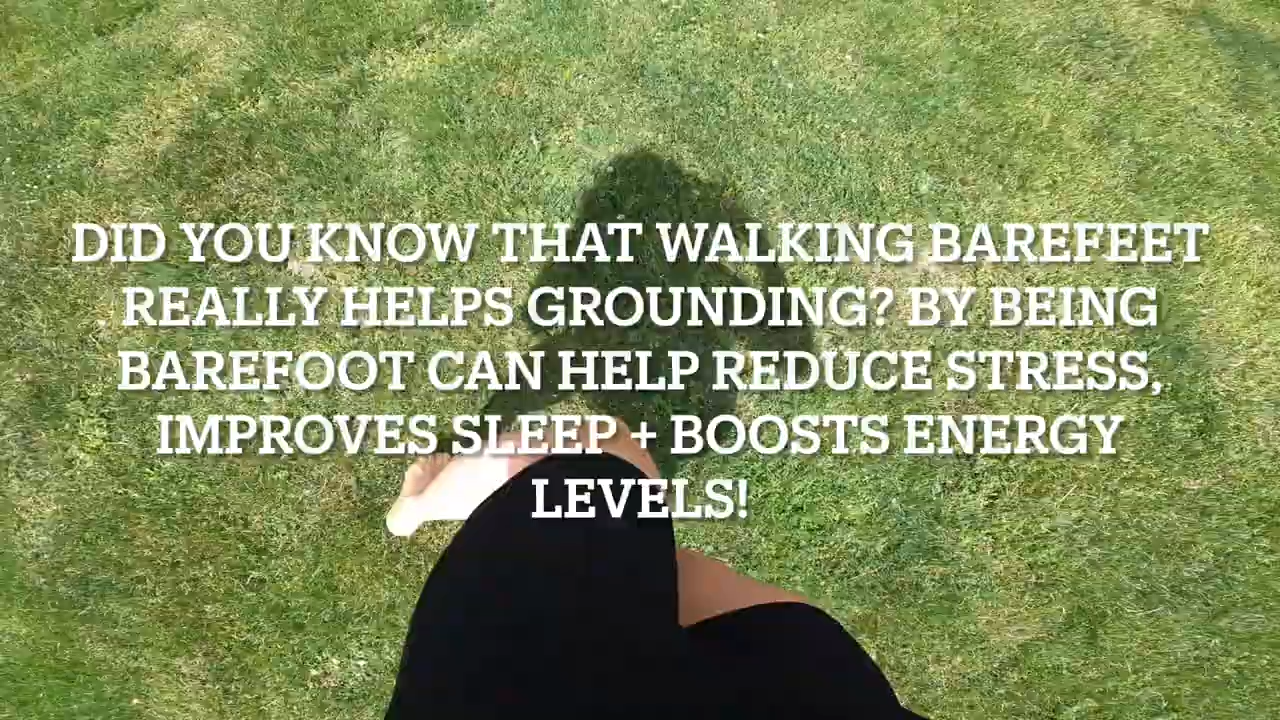 DID YOU KNOW THAT WALKING BAREFEET
REALLY HELPS GROUNDING? BY BEING
BAREFOOT CAN HELP REDUCE STRESS,
IMPROVES SLEEP + BOOSTS ENERGY
LEVELS!